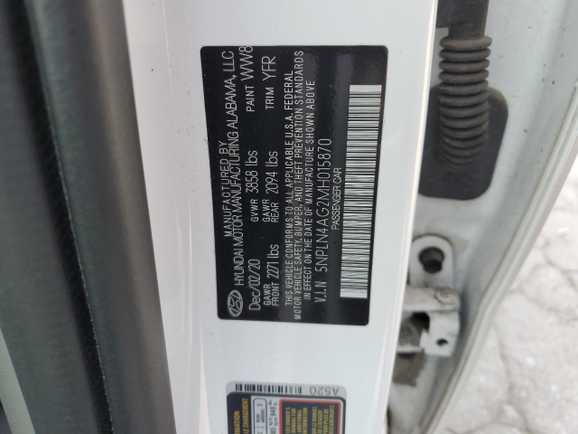 MANUFACTURED BY
HYUNDAI MOTOR MANUFACTURING ALABAMA, LLC
Dec/02/20 GVWR 3858 lbs PAINT WW8
GAWR FRONT 2271 lbs GAWR REAR 2094 lbs TRIM YFR
THIS VEHICLE CONFORMS TO ALL APPLICABLE U.S.A. FEDERAL
MOTOR VEHICLE SAFETY, BUMPER, AND THEFT PREVENTION STANDARDS
IN EFFECT ON THE DATE OF MANUFACTURE SHOWN ABOVE
V.I.N 5NPLN4AG2MH015870
PASSENGER CAR
A520